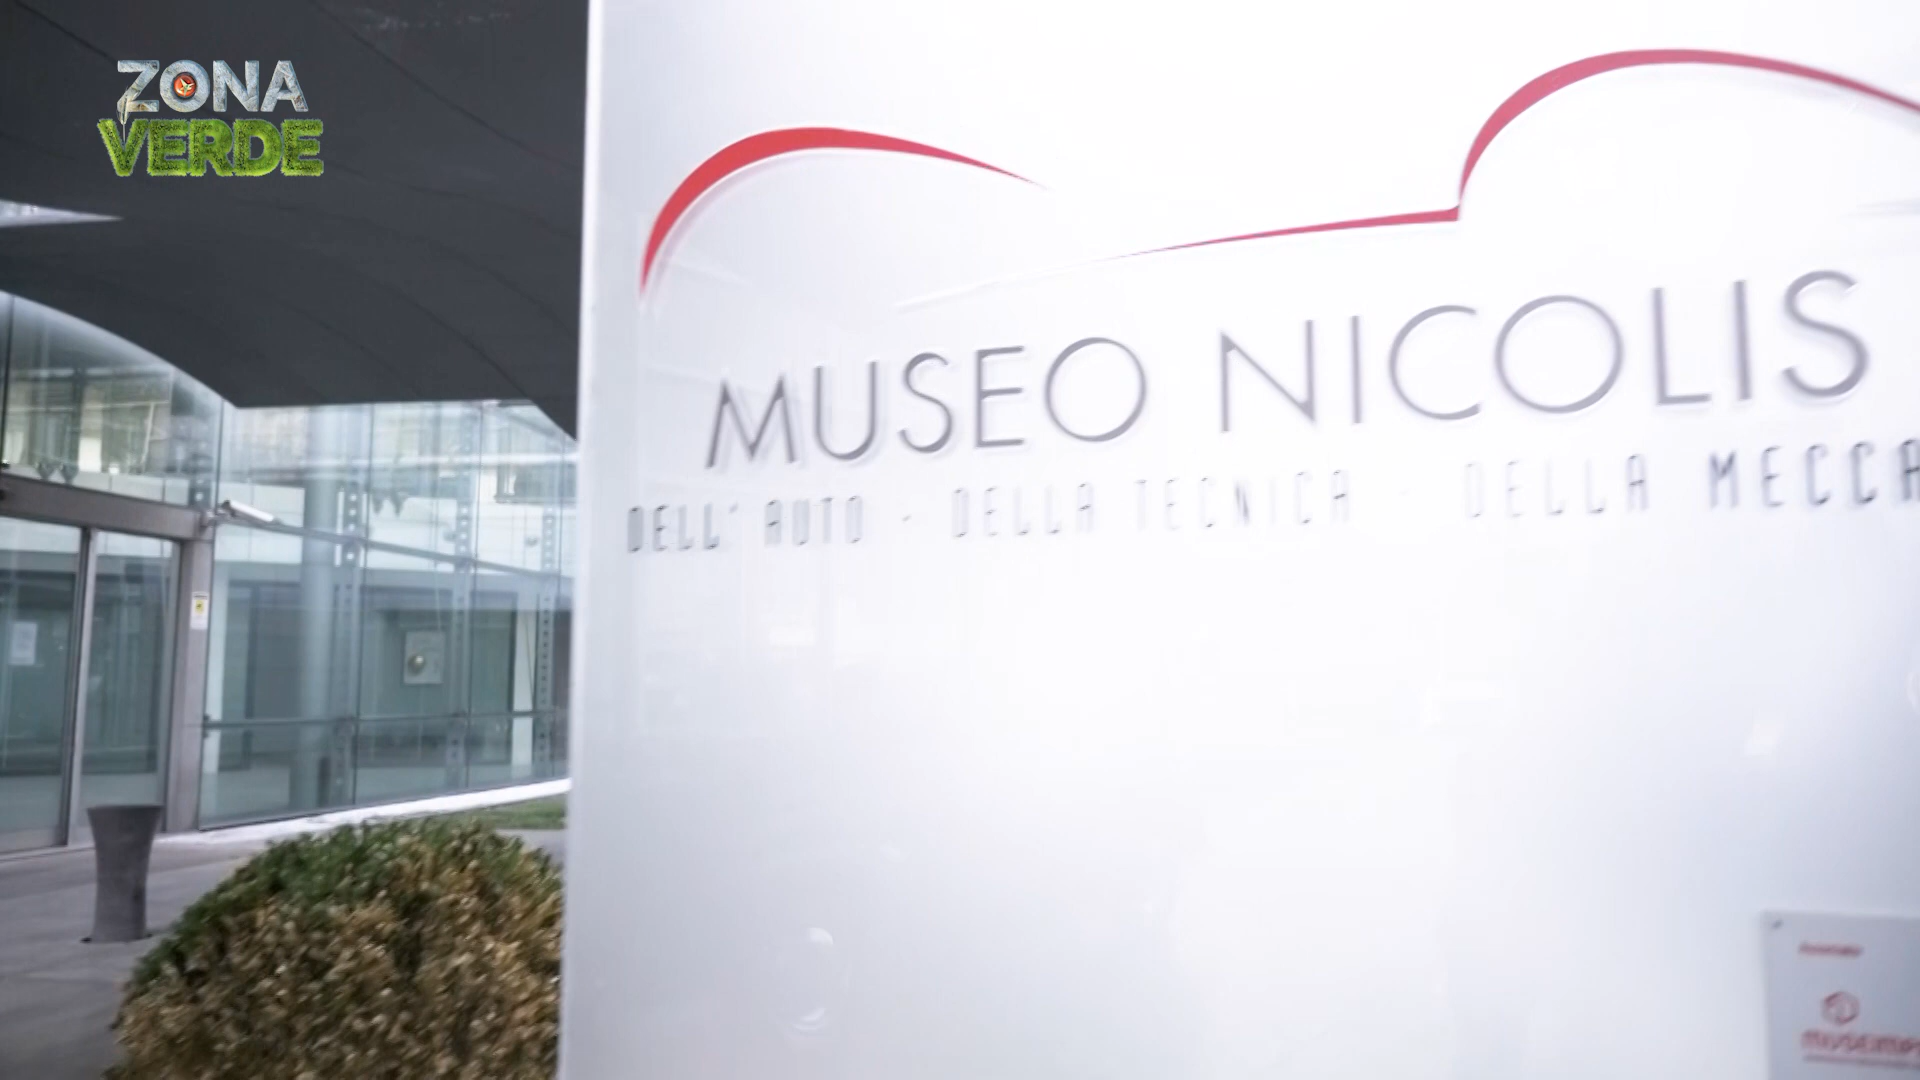 ZONA
VERDE
MUSEO NICOLIS
DELL' AUTO - DELLA TECNICA - DELLA MECCA